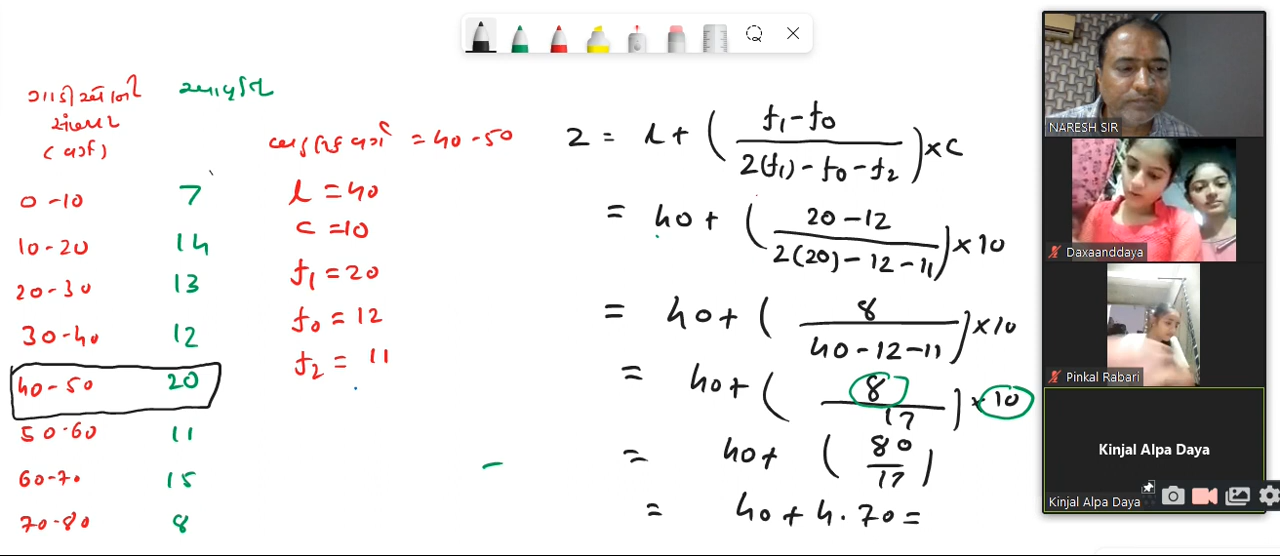 ગાડીઓની
સંખ્યા
(વર્ગ)
આવૃત્તિ
0-10 7
10-20 14
20-30 13
30-40 12
40-50 20
50-60 11
60-70 15
70-80 8
વર્ગ = 40-50
l = 40
c = 10
f₁ = 20
f₀ = 12
f₂ = 11
Z = l + (f₁-f₀ / 2(f₁)-f₀-f₂) × C
= 40 + (20-12 / 2(20)-12-11) × 10
= 40 + (8 / 40-12-11) × 10
= 40 + (8 / 17) × 10
= 40 + (80 / 17)
= 40 + 4.70 =
NARESH SIR
Daxaanddaya
Pinkal Rabari
Kinjal Alpa Daya
Kinjal Alpa Daya